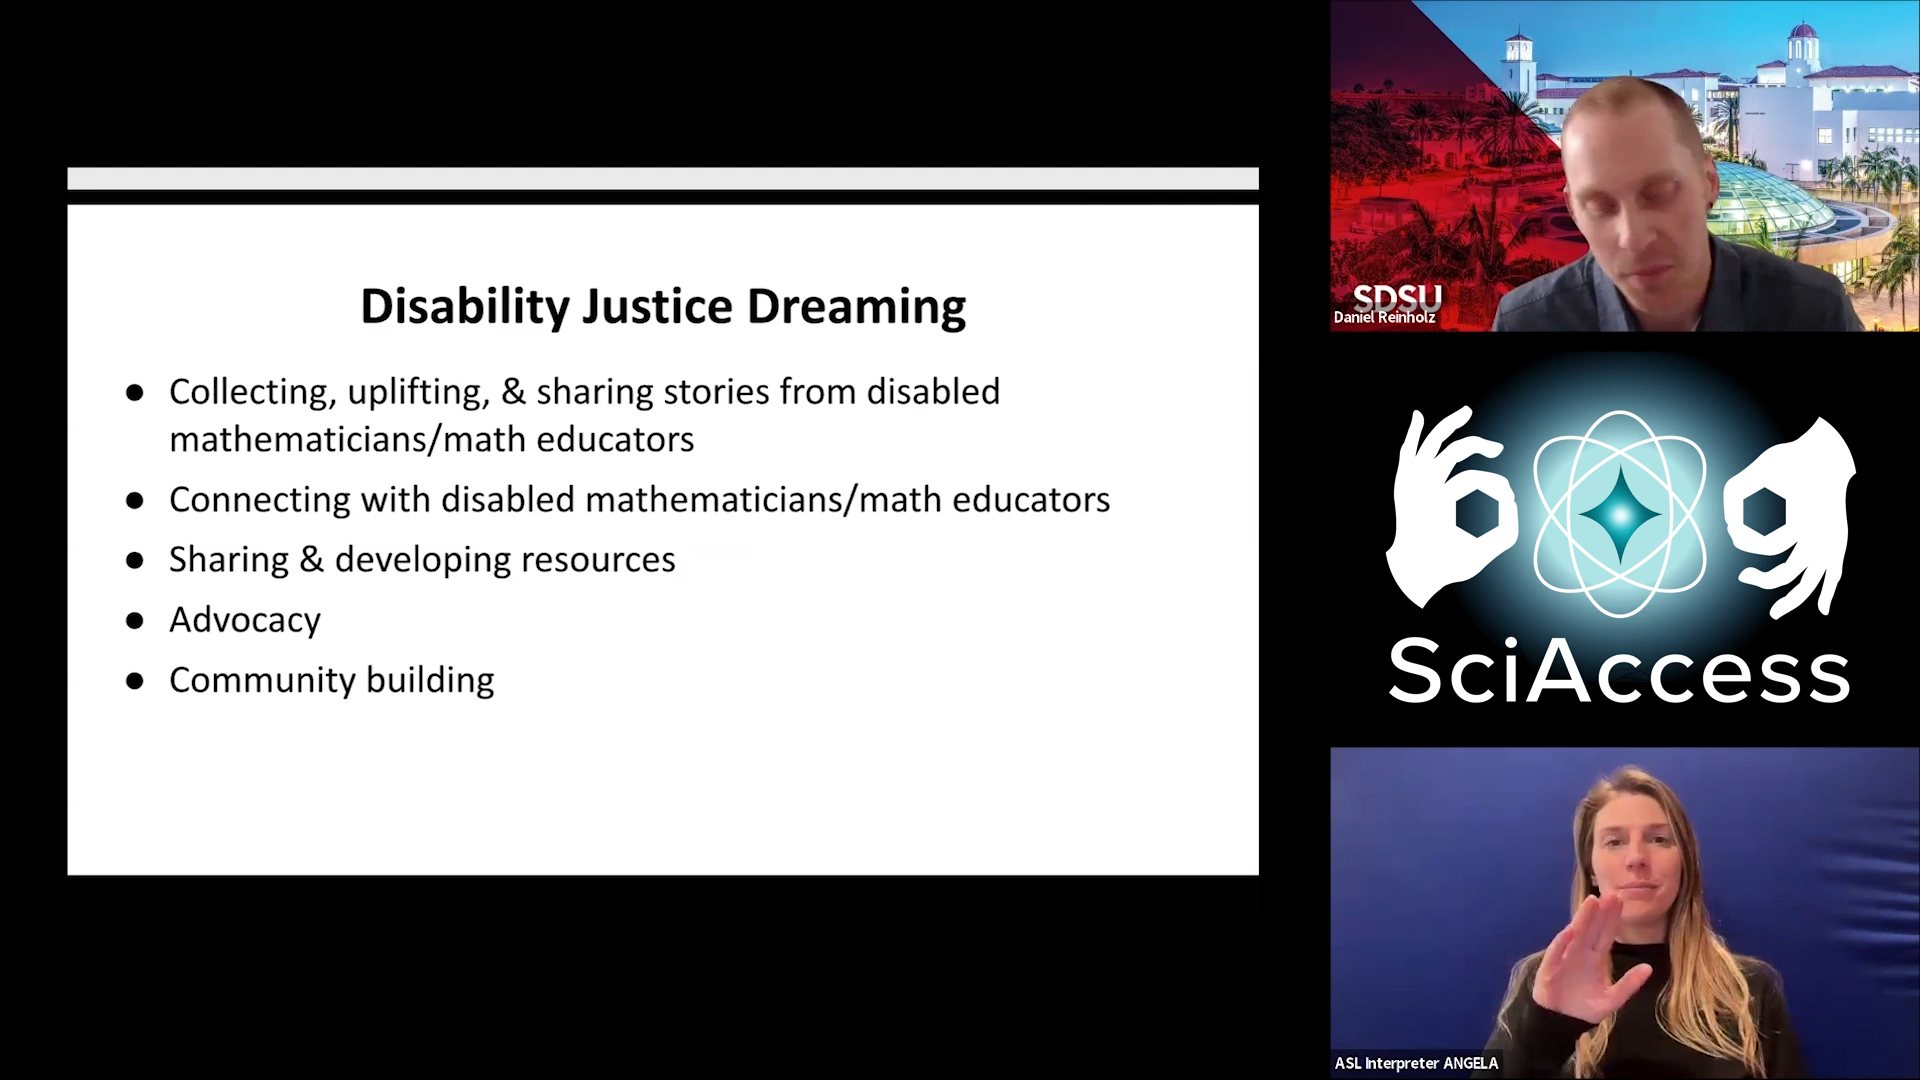 Disability Justice Dreaming
● Collecting, uplifting, & sharing stories from disabled
mathematicians/math educators
● Connecting with disabled mathematicians/math educators
● Sharing & developing resources
● Advocacy
● Community building
SDSU
Daniel Reinholz
SciAccess
ASL Interpreter ANGELA